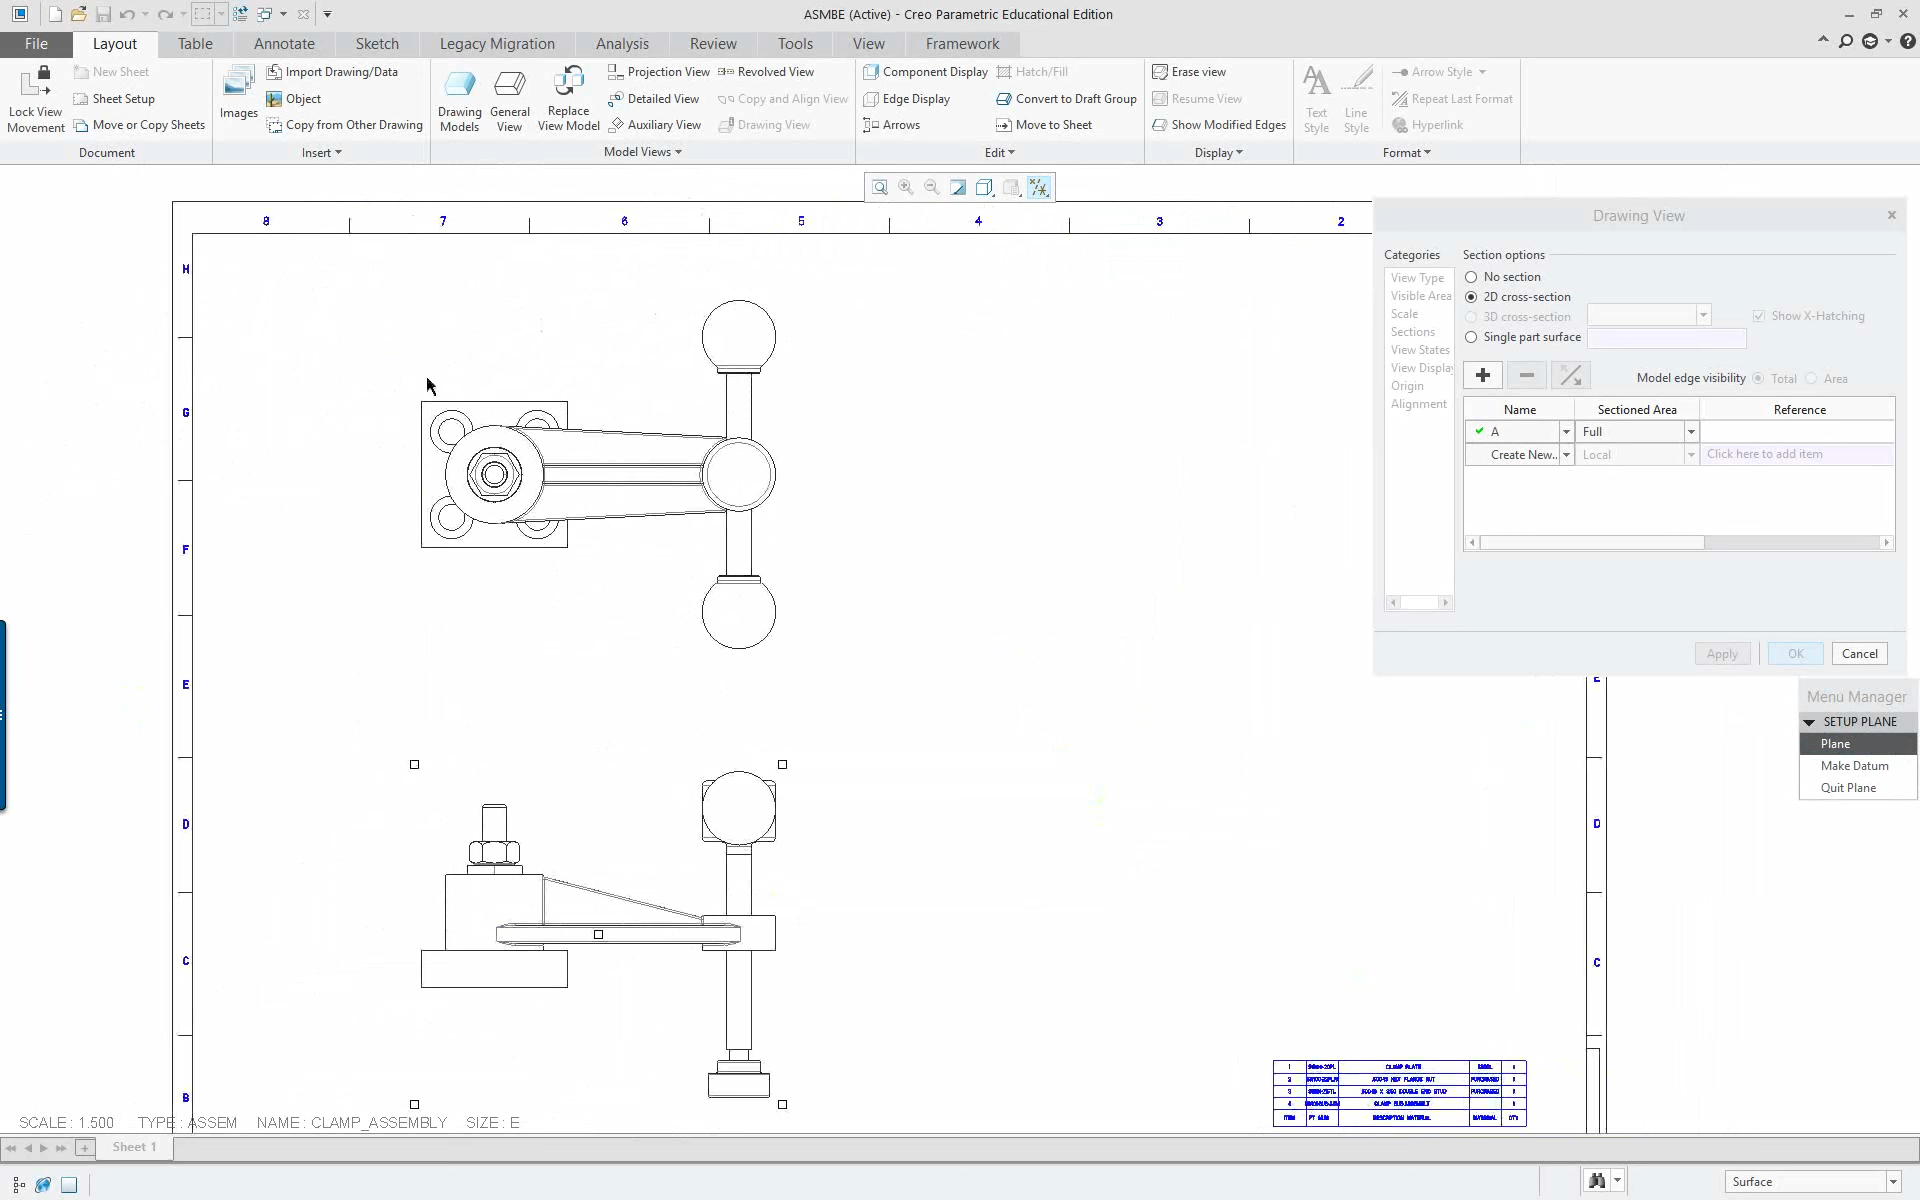 ASMBE (Active) - Creo Parametric Educational Edition
File Layout Table Annotate Sketch Legacy Migration Analysis Review Tools View Framework
Lock View Movement
New Sheet
Sheet Setup
Move or Copy Sheets
Document
Images
Import Drawing/Data
Object
Copy from Other Drawing
Insert
Drawing Models
General View
Replace View Model
Projection View
Detailed View
Auxiliary View
Revolved View
Copy and Align View
Drawing View
Model Views
Component Display
Edge Display
Arrows
Hatch/Fill
Convert to Draft Group
Move to Sheet
Edit
Erase view
Resume View
Show Modified Edges
Display
Text Style
Line Style
Arrow Style
Repeat Last Format
Hyperlink
Format
8 7 6 5 4 3 2
H
G
F
E
D
C
B
E
D
C
Drawing View
Categories
View Type
Visible Area
Scale
Sections
View States
View Displa
Origin
Alignment
Section options
No section
2D cross-section
3D cross-section
Show X-Hatching
Single part surface
Model edge visibility Total Area
Name Sectioned Area Reference
A Full
Create New.. Local Click here to add item
Apply OK Cancel
Menu Manager
SETUP PLANE
Plane
Make Datum
Quit Plane
1 CLAMP PLATE
2
3
4
ITEM
SCALE : 1.500 TYPE : ASSEM NAME : CLAMP_ASSEMBLY SIZE : E
Sheet 1
Surface